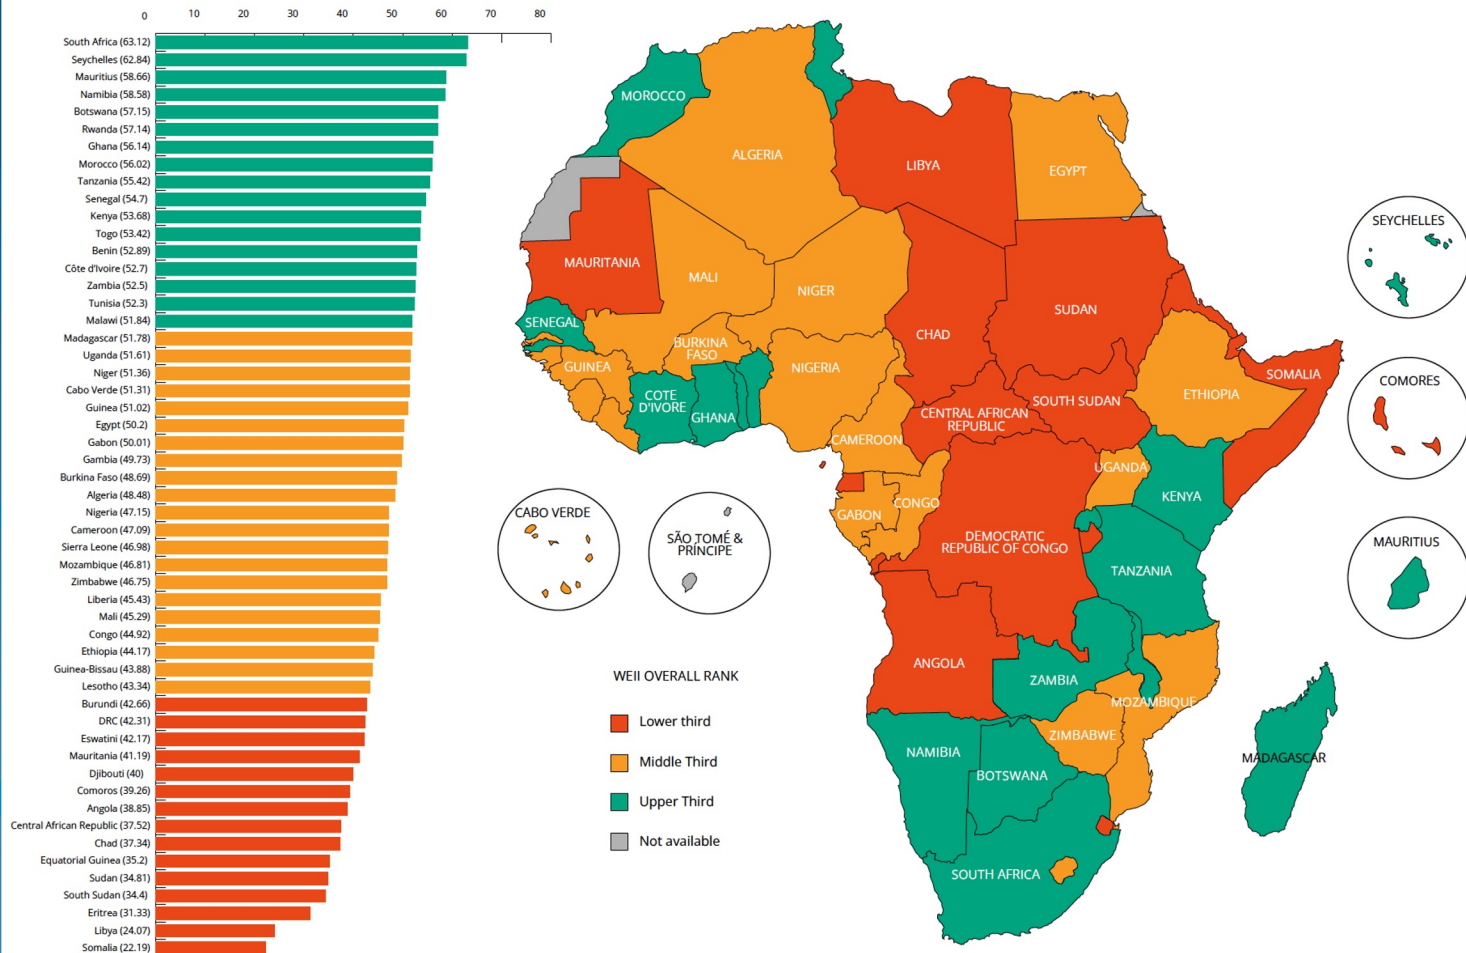 0 10 20 30 40 50 60 70 80
South Africa (63.12)
Seychelles (62.84)
Mauritius (58.66)
Namibia (58.58)
Botswana (57.15)
Rwanda (57.14)
Ghana (56.14)
Morocco (56.02)
Tanzania (55.42)
Senegal (54.7)
Kenya (53.68)
Togo (53.42)
Benin (52.89)
Côte d'Ivoire (52.7)
Zambia (52.5)
Tunisia (52.3)
Malawi (51.84)
Madagascar (51.78)
Uganda (51.61)
Niger (51.36)
Cabo Verde (51.31)
Guinea (51.02)
Egypt (50.2)
Gabon (50.01)
Gambia (49.73)
Burkina Faso (48.69)
Algeria (48.48)
Nigeria (47.15)
Cameroon (47.09)
Sierra Leone (46.98)
Mozambique (46.81)
Zimbabwe (46.75)
Liberia (45.43)
Mali (45.29)
Congo (44.92)
Ethiopia (44.17)
Guinea-Bissau (43.88)
Lesotho (43.34)
Burundi (42.66)
DRC (42.31)
Eswatini (42.17)
Mauritania (41.19)
Djibouti (40)
Comoros (39.26)
Angola (38.85)
Central African Republic (37.52)
Chad (37.34)
Equatorial Guinea (35.2)
Sudan (34.81)
South Sudan (34.4)
Eritrea (31.33)
Libya (24.07)
Somalia (22.19)
MOROCCO
ALGERIA
LIBYA
EGYPT
MAURITANIA
MALI
NIGER
CHAD
SUDAN
SENEGAL
BURKINA
FASO
GUINEA
NIGERIA
COTE
D'IVORE
GHANA
CAMEROON
CENTRAL AFRICAN
REPUBLIC
SOUTH SUDAN
ETHIOPIA
SOMALIA
UGANDA
KENYA
GABON
CONGO
DEMOCRATIC
REPUBLIC OF CONGO
TANZANIA
ANGOLA
ZAMBIA
MOZAMBIQUE
ZIMBABWE
NAMIBIA
BOTSWANA
MADAGASCAR
SOUTH AFRICA
SEYCHELLES
COMORES
MAURITIUS
CABO VERDE
SÃO TOMÉ &
PRÍNCIPE
WEII OVERALL RANK
Lower third
Middle Third
Upper Third
Not available